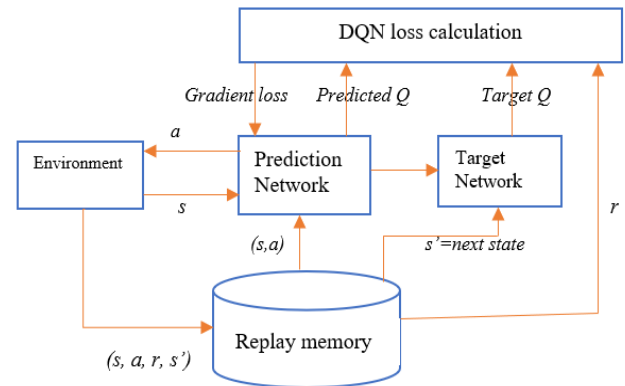 DQN loss calculation
Gradient loss
Predicted Q
Target Q
a
Environment
Prediction
Network
Target
Network
s
r
(s,a)
s’=next state
Replay memory
(s, a, r, s’)